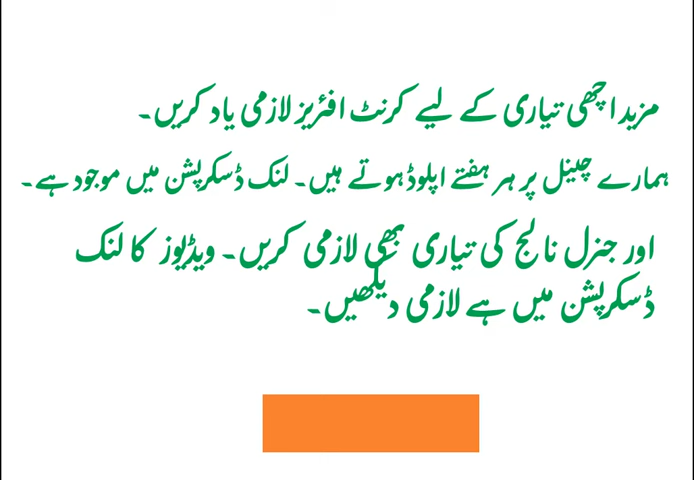 مزید اچھی تیاری کے لیے کرنٹ افئریز لازمی یاد کریں۔
ہمارے چینل پر ہر ہفتے اپلوڈ ہوتے ہیں۔ لنک ڈسکرپشن میں موجود ہے۔
اور جنرل نالج کی تیاری بھی لازمی کریں۔ ویڈیوز کا لنک
ڈسکرپشن میں ہے لازمی دیکھیں۔